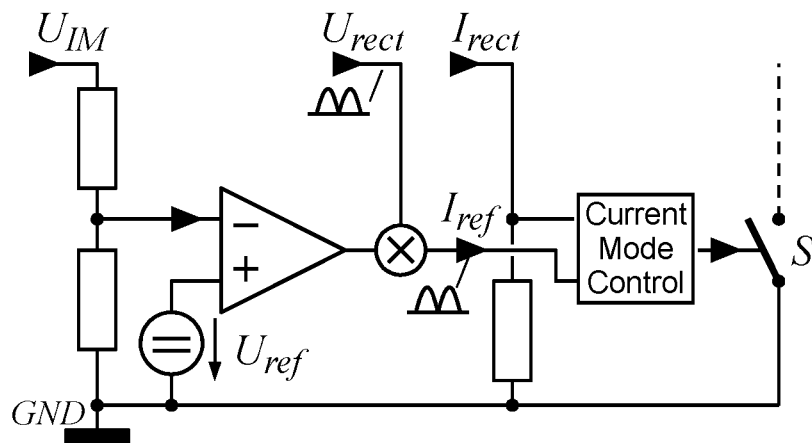 U_IM
U_rect
I_rect
I_ref
−
+
Current
Mode
Control
S
U_ref
GND